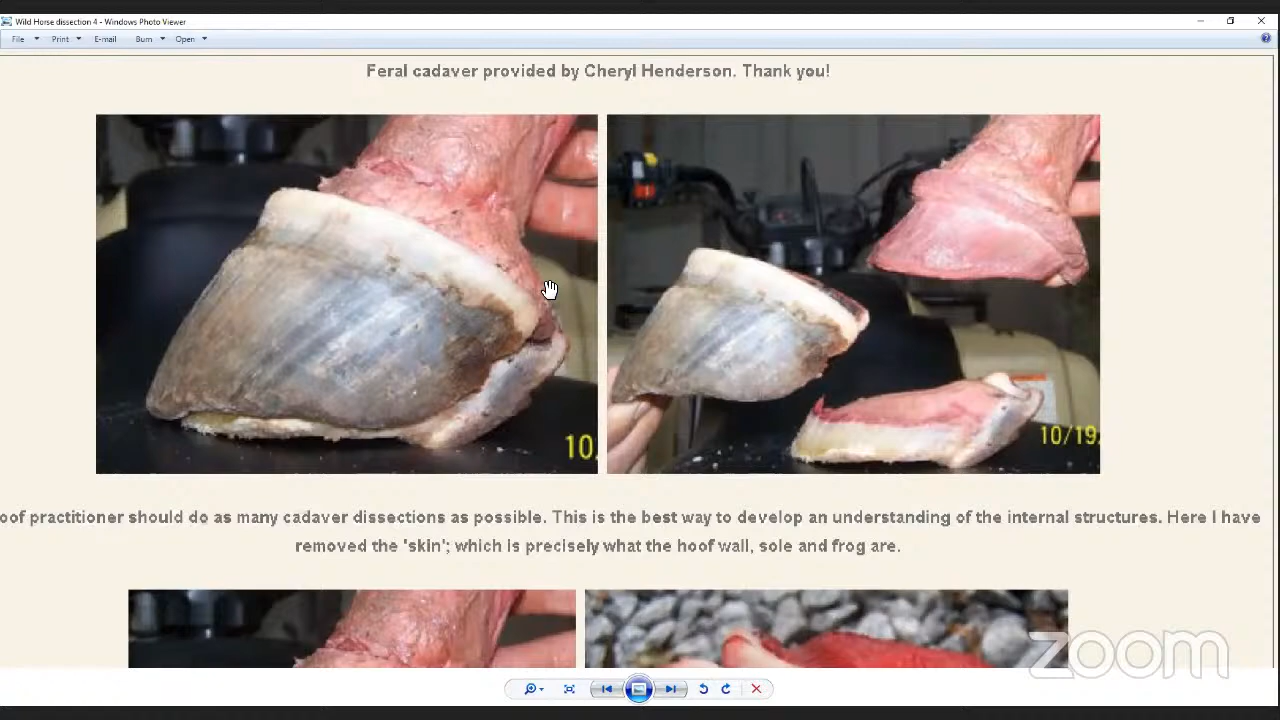 Wild Horse dissection 4 - Windows Photo Viewer
File Print E-mail Burn Open
Feral cadaver provided by Cheryl Henderson. Thank you!
10/19
10
oof practitioner should do as many cadaver dissections as possible. This is the best way to develop an understanding of the internal structures. Here I have
removed the 'skin'; which is precisely what the hoof wall, sole and frog are.
zoom